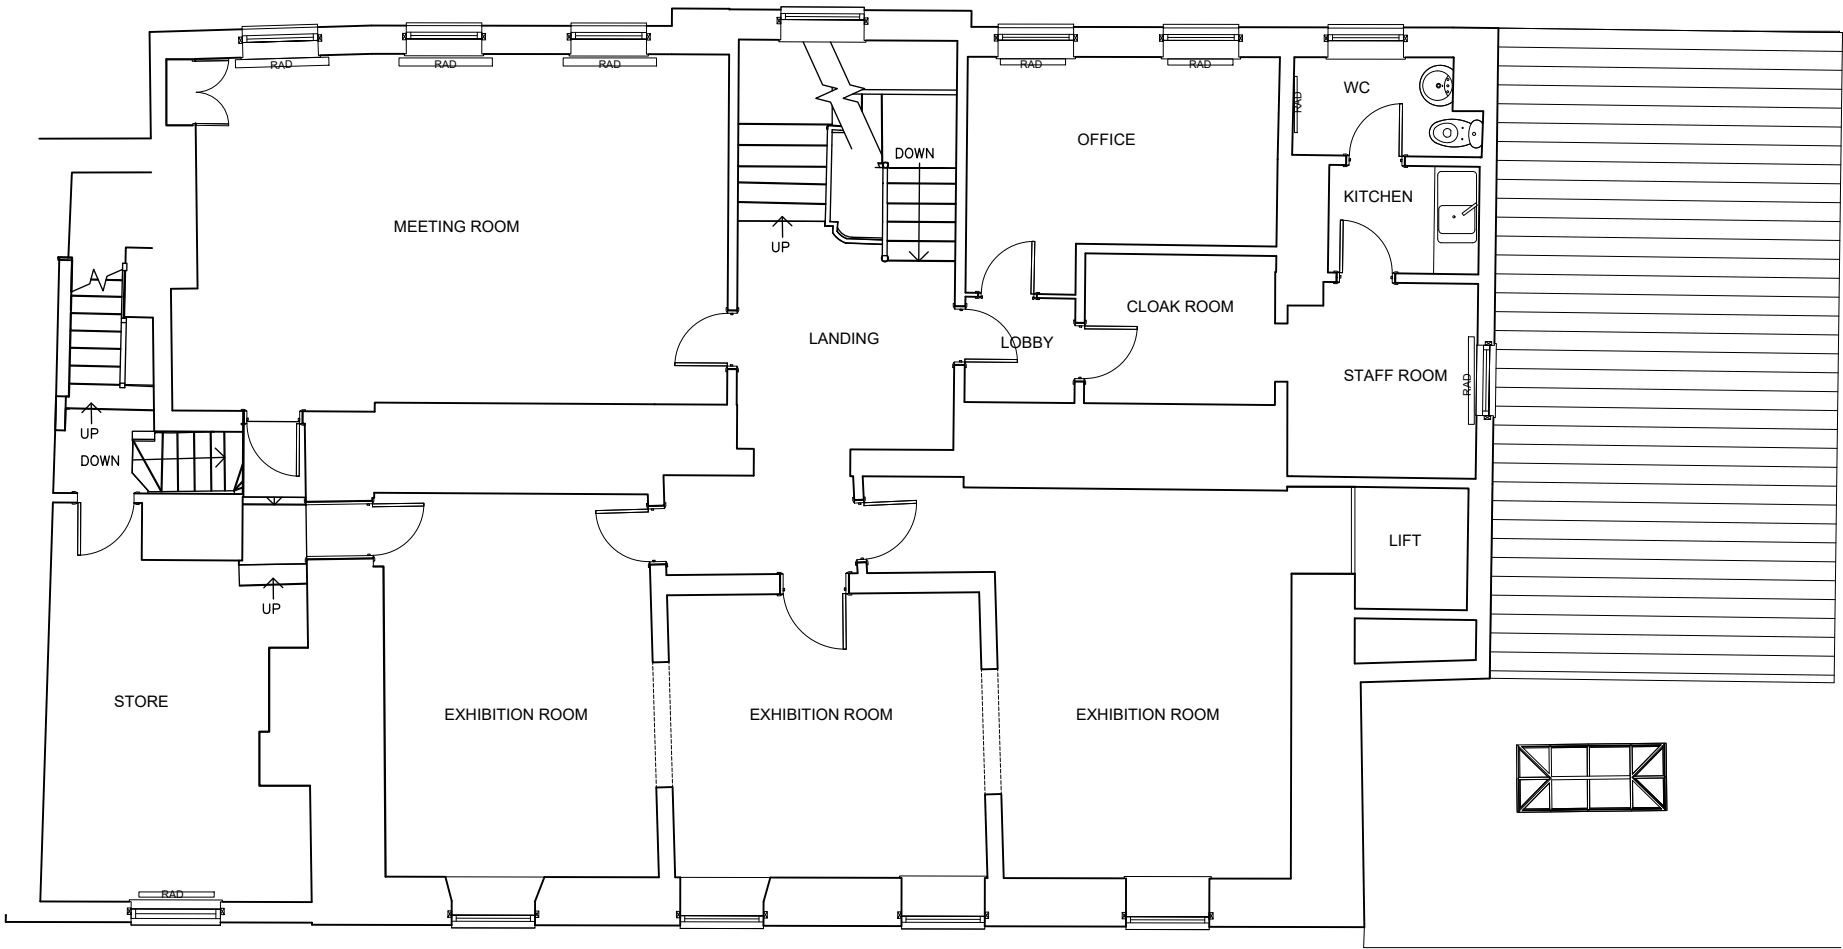 RAD
RAD
RAD
RAD
RAD
WC
RAD
OFFICE
DOWN
KITCHEN
MEETING ROOM
UP
CLOAK ROOM
LANDING
LOBBY
STAFF ROOM
RAD
UP
DOWN
LIFT
UP
STORE
EXHIBITION ROOM
EXHIBITION ROOM
EXHIBITION ROOM
RAD